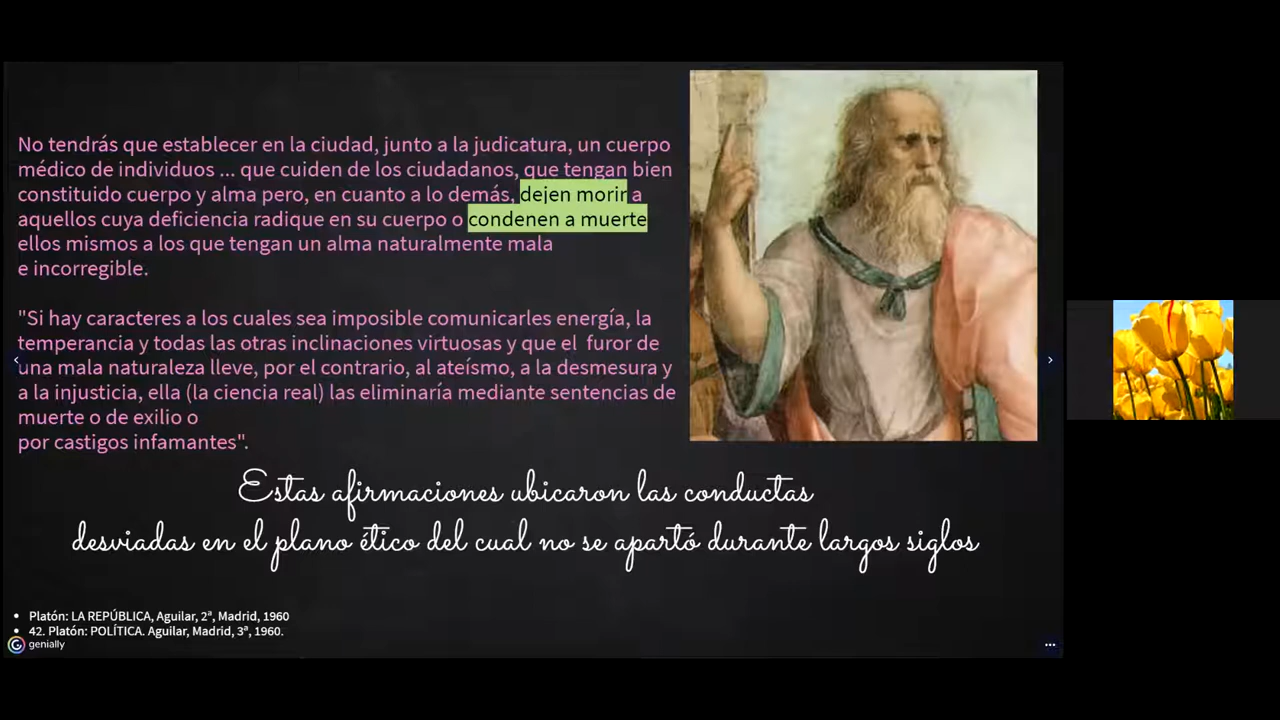 No tendrás que establecer en la ciudad, junto a la judicatura, un cuerpo
médico de individuos ... que cuiden de los ciudadanos, que tengan bien
constituido cuerpo y alma pero, en cuanto a lo demás, dejen morir a
aquellos cuya deficiencia radique en su cuerpo o condenen a muerte
ellos mismos a los que tengan un alma naturalmente mala
e incorregible.
"Si hay caracteres a los cuales sea imposible comunicarles energía, la
temperancia y todas las otras inclinaciones virtuosas y que el furor de
una mala naturaleza lleve, por el contrario, al ateísmo, a la desmesura y
a la injusticia, ella (la ciencia real) las eliminaría mediante sentencias de
muerte o de exilio o
por castigos infamantes".
Estas afirmaciones ubicaron las conductas
desviadas en el plano ético del cual no se apartó durante largos siglos
• Platón: LA REPÚBLICA, Aguilar, 2ª, Madrid, 1960
• 42. Platón: POLÍTICA. Aguilar, Madrid, 3ª, 1960.
genially